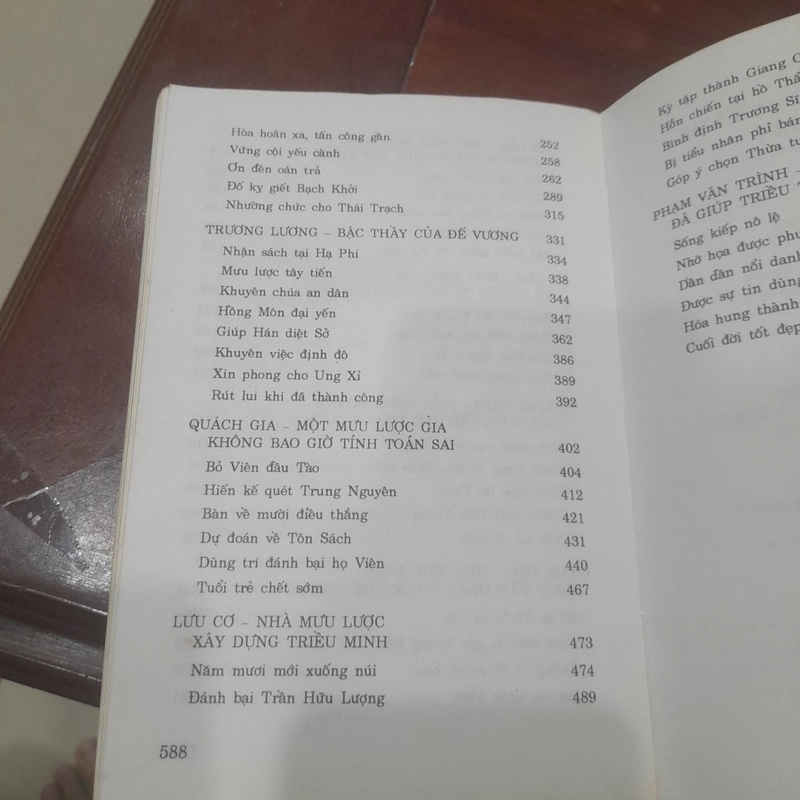 Hòa hoãn xa, tấn công gần 252
Vững cội yếu cành 258
Ơn đền oán trả 262
Đố kỵ giết Bạch Khởi 289
Nhường chức cho Thái Trạch 315
TRƯƠNG LƯƠNG – BẬC THẦY CỦA ĐẾ VƯƠNG 331
Nhận sách tại Hạ Phi 334
Mưu lược tây tiến 338
Khuyên chúa an dân 344
Hồng Môn đại yến 347
Giúp Hán diệt Sở 362
Khuyên việc định đô 386
Xin phong cho Ung Xỉ 389
Rút lui khi đã thành công 392
QUÁCH GIA – MỘT MƯU LƯỢC GIA
KHÔNG BAO GIỜ TÍNH TOÁN SAI 402
Bỏ Viên đầu Tào 404
Hiến kế quét Trung Nguyên 412
Bàn về mười điều thắng 421
Dự đoán về Tôn Sách 431
Dùng trí đánh bại họ Viên 440
Tuổi trẻ chết sớm 467
LƯU CƠ – NHÀ MƯU LƯỢC
XÂY DỰNG TRIỀU MINH 473
Năm mươi mới xuống núi 474
Đánh bại Trần Hữu Lượng 489
588
Kỳ tập thành Giang
Hỗn chiến tại hồ
Bình định Trương Sĩ
Bị tiểu nhân phỉ bán
Góp ý chọn Thừa tư
PHẠM VĂN TRÌNH –
ĐÃ GIÚP TRIỀU
Sống kiếp nô lệ
Nhờ họa được phu
Dần dần nổi danh
Được sự tin dùng
Hóa hung thành
Cuối đời tốt đẹp